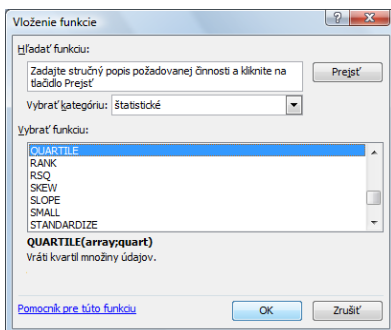 Vloženie funkcie
Hľadať funkciu:
Zadajte stručný popis požadovanej činnosti a kliknite na
tlačidlo Prejsť
Prejsť
Vybrať kategóriu: štatistické
Vybrať funkciu:
QUARTILE
RANK
RSQ
SKEW
SLOPE
SMALL
STANDARDIZE
QUARTILE(array;quart)
Vráti kvartil množiny údajov.
Pomocník pre túto funkciu
OK
Zrušiť